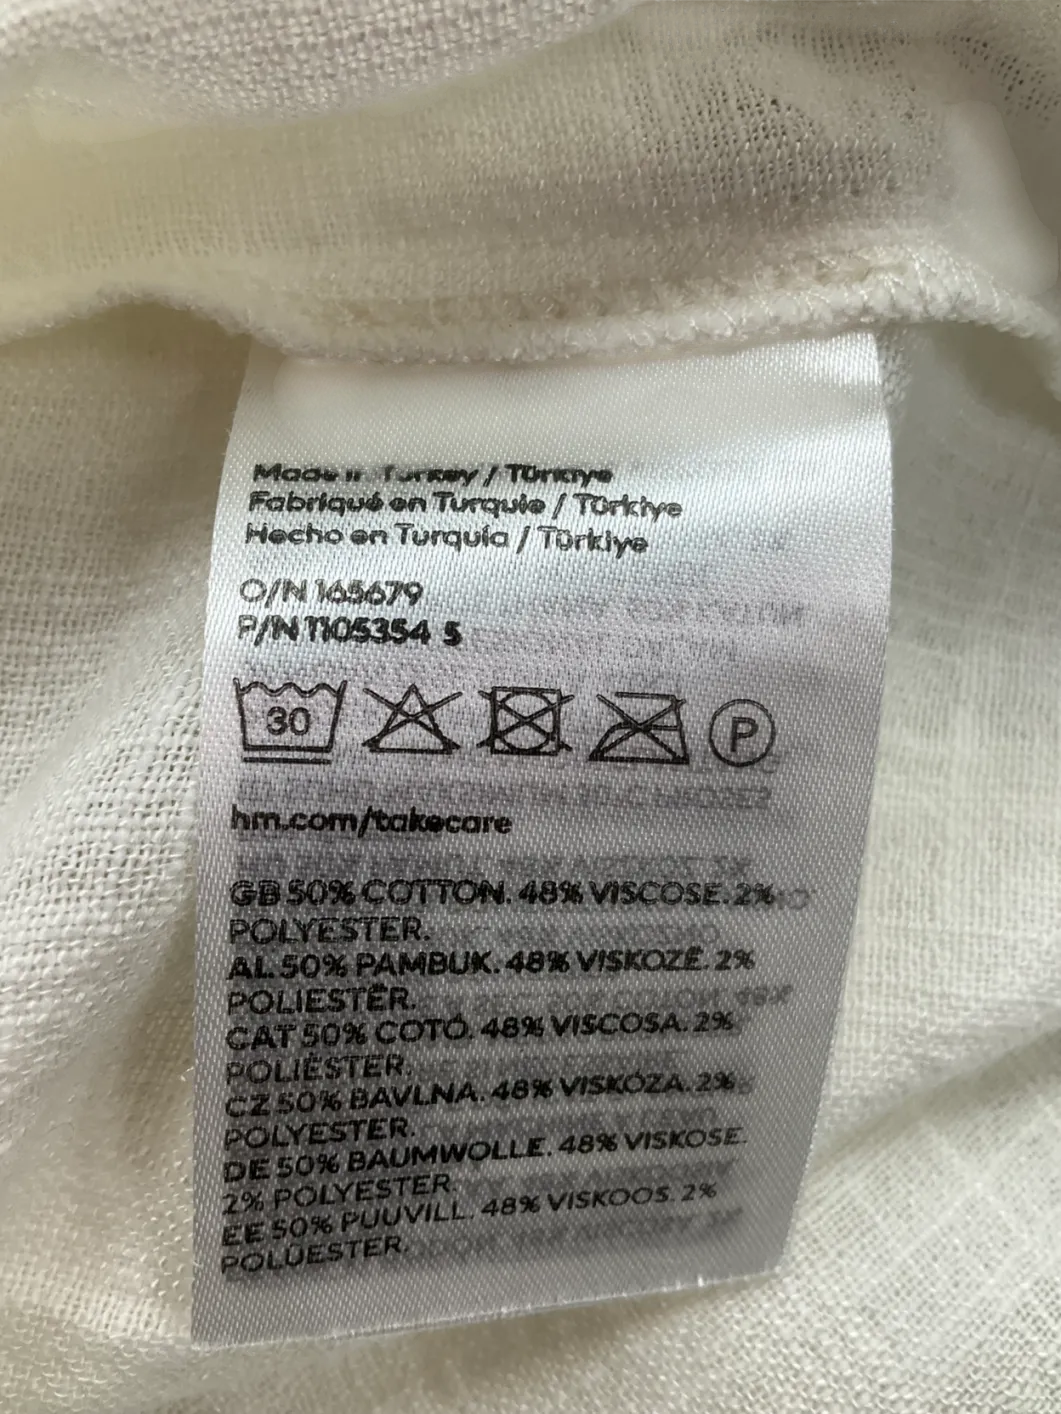 Made in Turkey / Türkiye
Fabriqué en Turquie / Türkiye
Hecho en Turquía / Türkiye
O/N 165679
P/N 1105354 5
30
P
hm.com/takecare
GB 50% COTTON. 48% VISCOSE. 2%
POLYESTER.
AL 50% PAMBUK. 48% VISKOZË. 2%
POLIESTËR.
CAT 50% COTÓ. 48% VISCOSA. 2%
POLIÈSTER.
CZ 50% BAVLNA. 48% VISKÓZA. 2%
POLYESTER.
DE 50% BAUMWOLLE. 48% VISKOSE.
2% POLYESTER.
EE 50% PUUVILL. 48% VISKOOS. 2%
POLÜESTER.